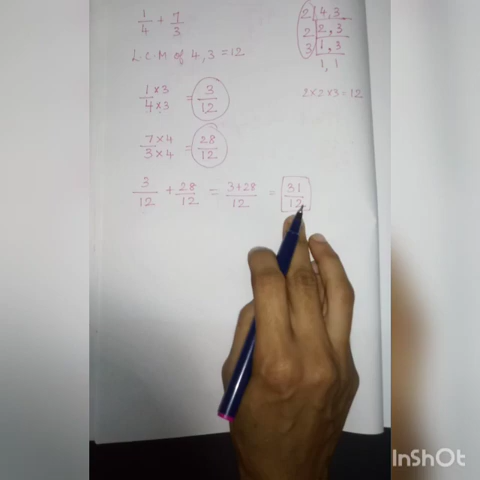 1/4 + 7/3
L.C.M of 4, 3 = 12
1×3/4×3 = 3/12
7×4/3×4 = 28/12
3/12 + 28/12 = 3+28/12 = 31/12
2 | 4, 3
2 | 2, 3
3 | 1, 3
1, 1
2×2×3=12
InShOt